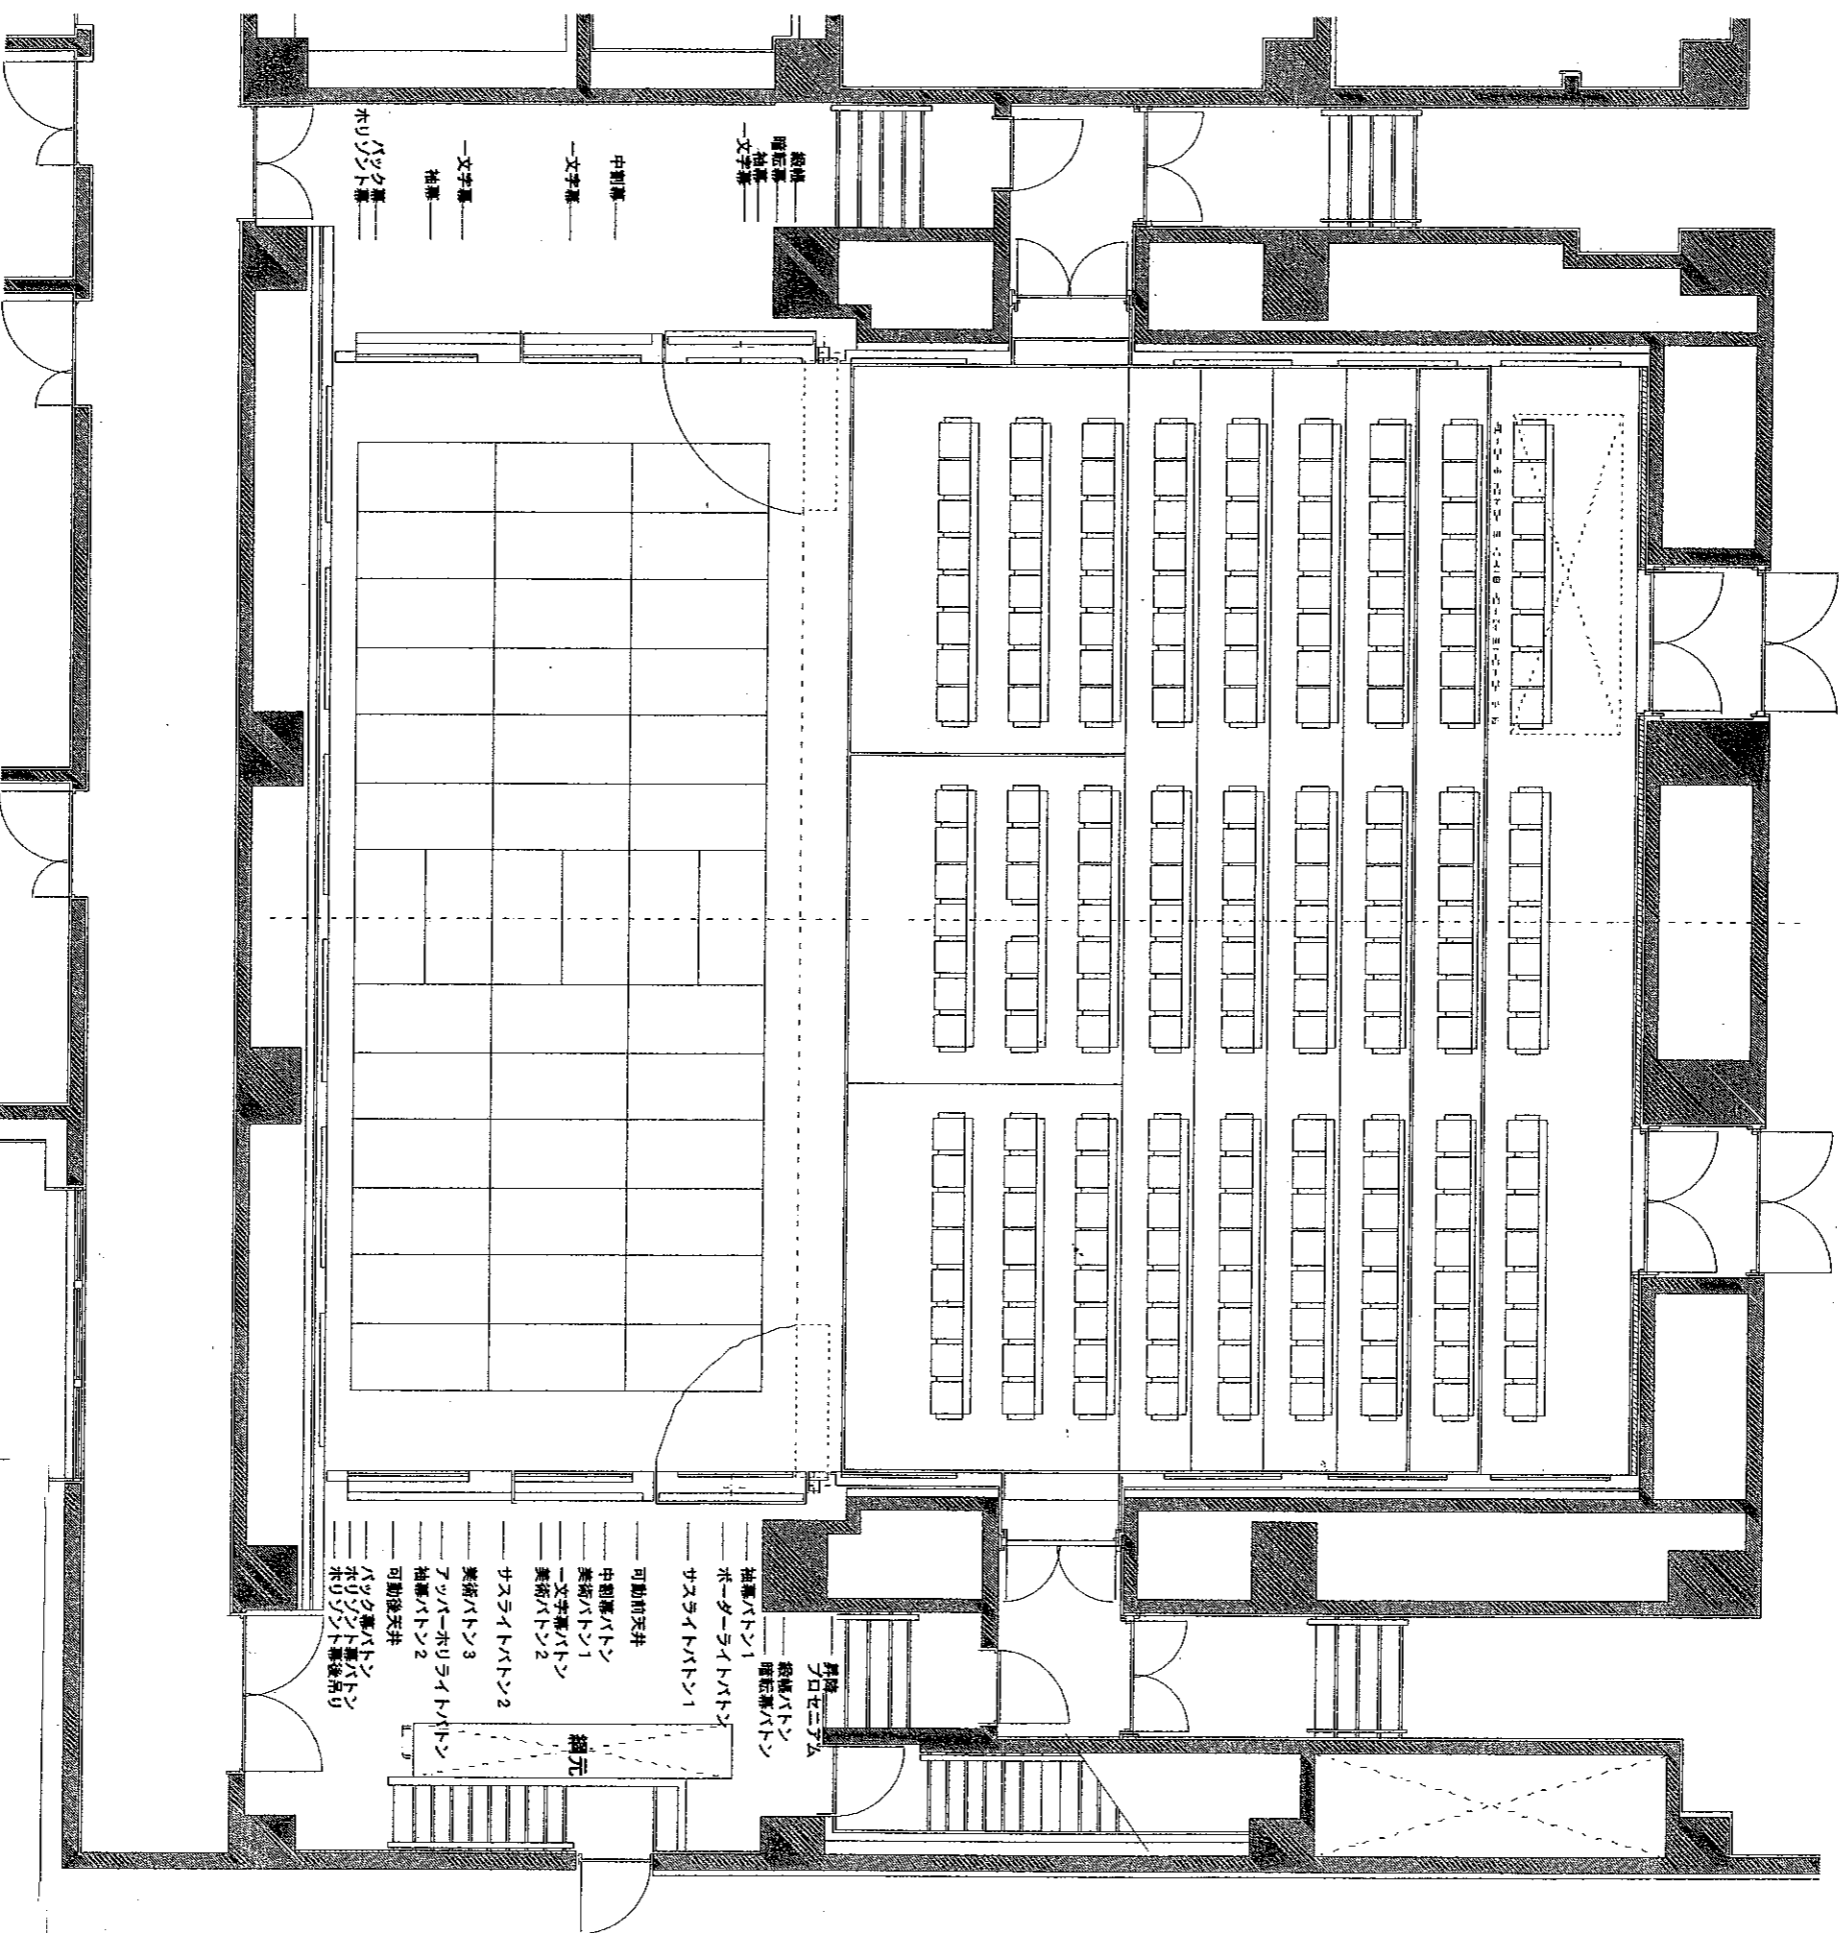 ホリゾント幕
バック幕
袖幕
一文字幕
一文字幕
中割幕
一文字幕
袖幕
暗転幕
緞帳
ホリゾント幕後吊り
ホリゾント幕バトン
バック幕バトン
可動後天井
袖幕バトン2
アッパーホリライトバトン
美術バトン3
サスライトバトン2
美術バトン2
一文字幕バトン
美術バトン1
中割幕バトン
可動前天井
サスライトバトン1
ボーダーライトバトン
袖幕バトン1
暗転幕バトン
緞帳バトン
昇降
プロセニアム
綱元